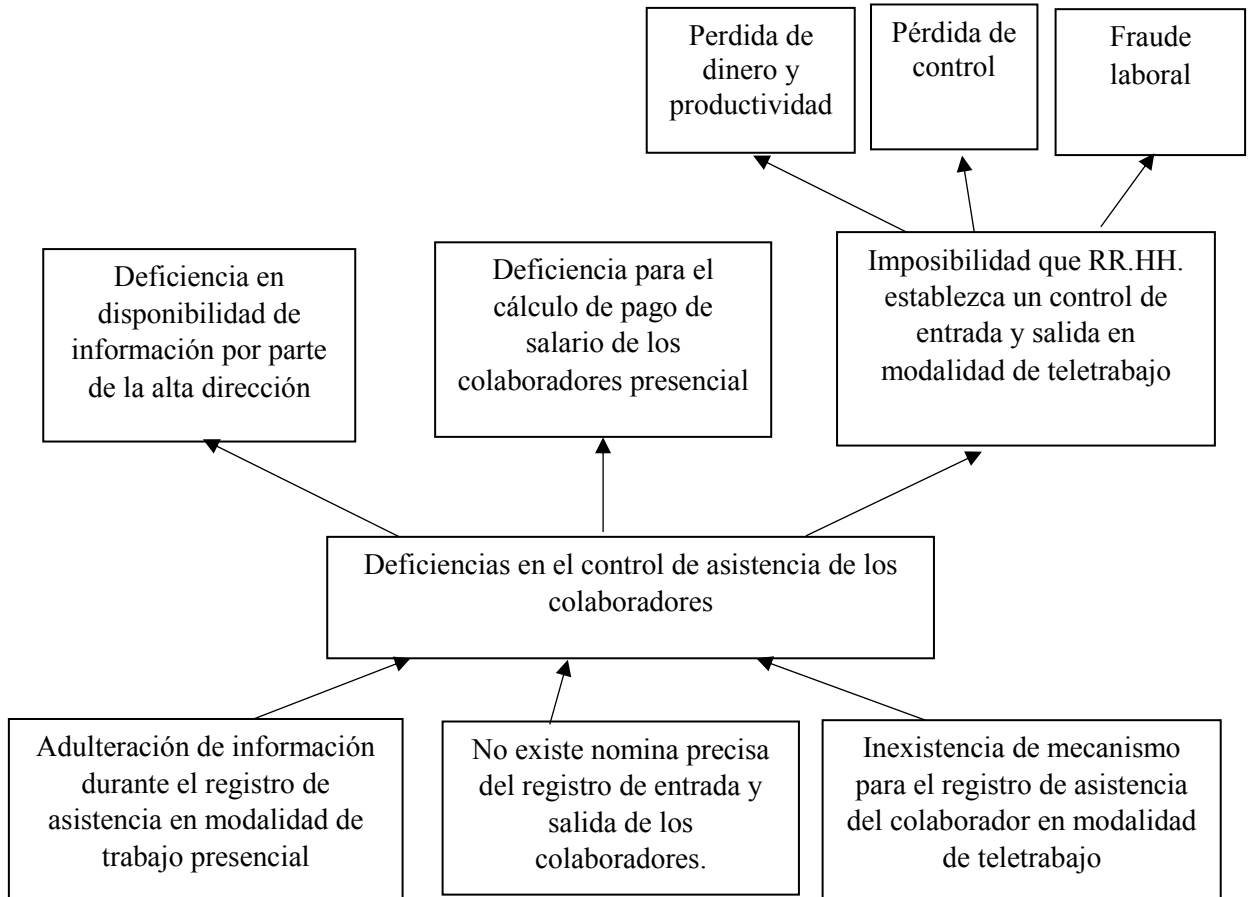 Perdida de
dinero y
productividad
Pérdida de
control
Fraude
laboral
Deficiencia en
disponibilidad de
información por parte
de la alta dirección
Deficiencia para el
cálculo de pago de
salario de los
colaboradores presencial
Imposibilidad que RR.HH.
establezca un control de
entrada y salida en
modalidad de teletrabajo
Deficiencias en el control de asistencia de los
colaboradores
Adulteración de información
durante el registro de
asistencia en modalidad de
trabajo presencial
No existe nomina precisa
del registro de entrada y
salida de los
colaboradores.
Inexistencia de mecanismo
para el registro de asistencia
del colaborador en modalidad
de teletrabajo